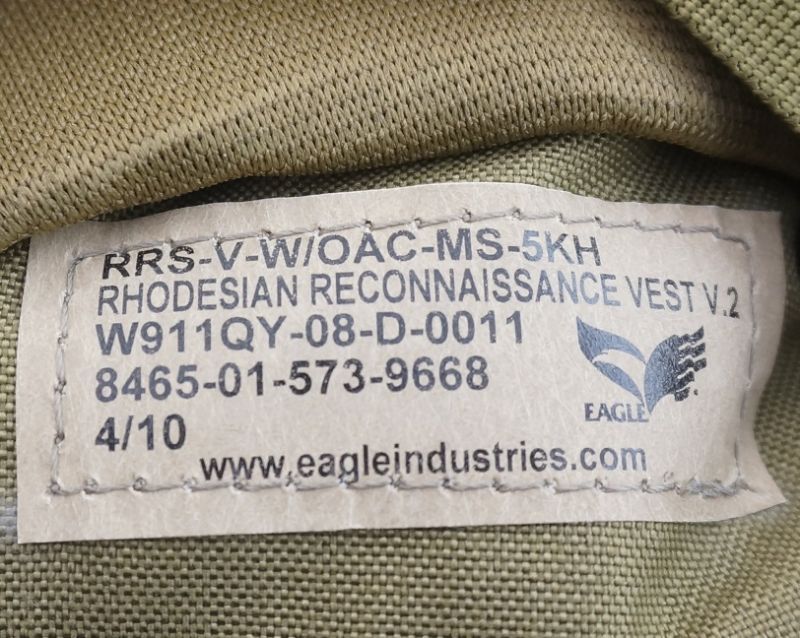 RRS-V-W/OAC-MS-5KH
RHODESIAN RECONNAISSANCE VEST V.2
W911QY-08-D-0011
8465-01-573-9668
4/10
EAGLE
www.eagleindustries.com